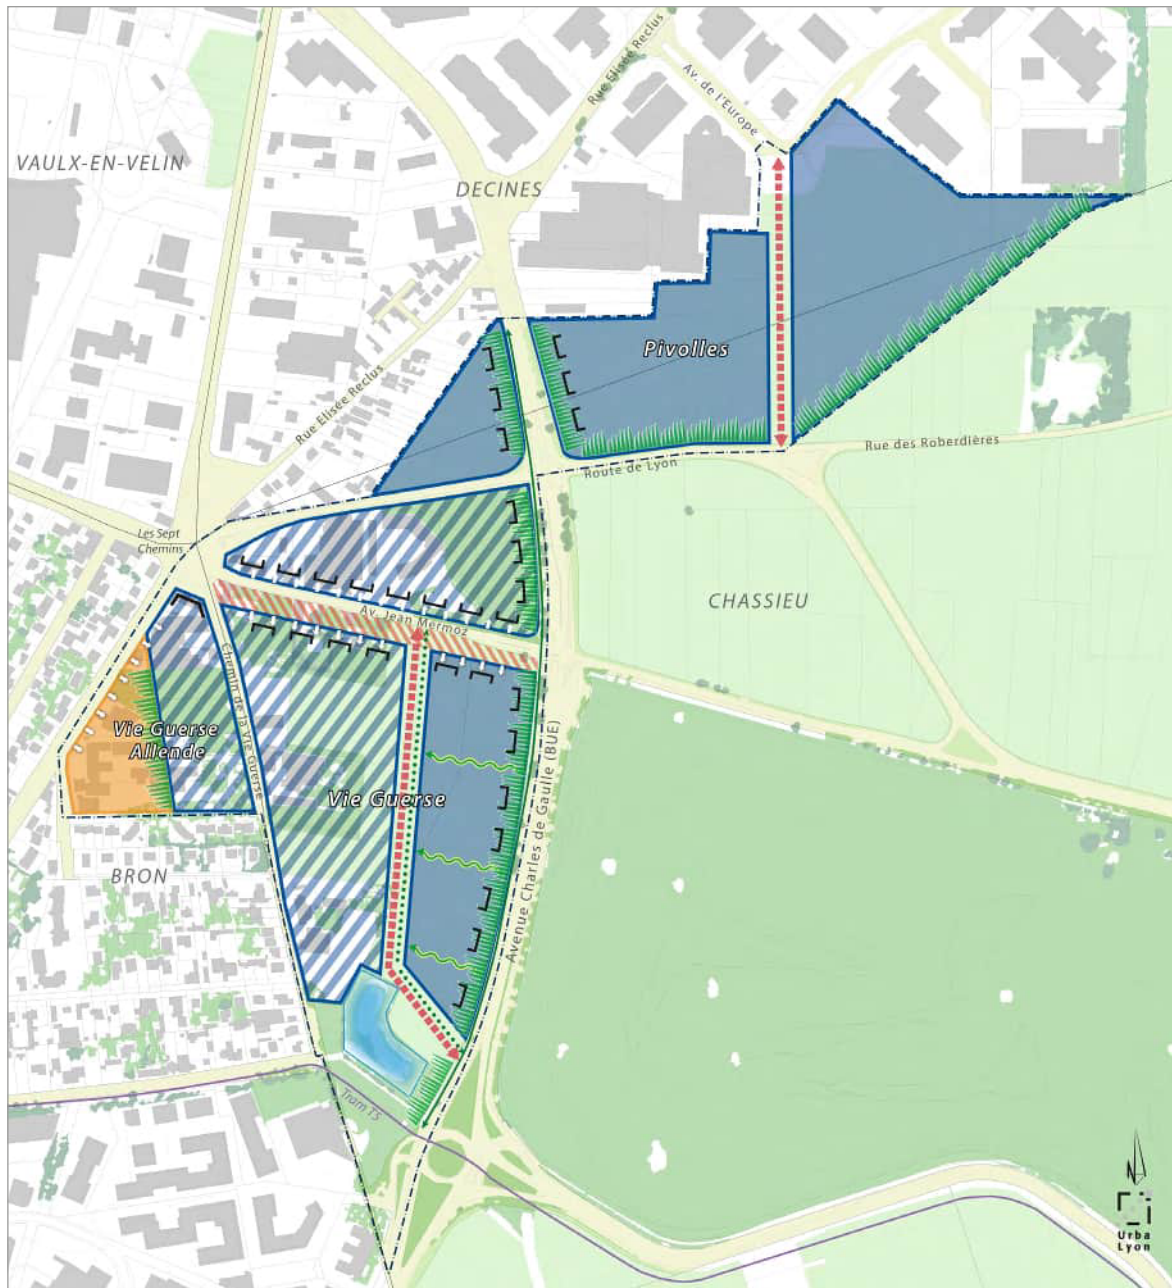 Rue Elisée Reclus
Av. de l'Europe
VAULX-EN-VELIN
DECINES
Pivolles
Rue Elisée Reclus
Rue des Roberdières
Route de Lyon
Les Sept
Chemins
CHASSIEU
Av. Jean Mermoz
Chemin de la Vie Guerse
Vie Guerse
Allende
Vie Guerse
Avenue Charles de Gaulle (BUE)
BRON
Tram T5
N
Urba
Lyon